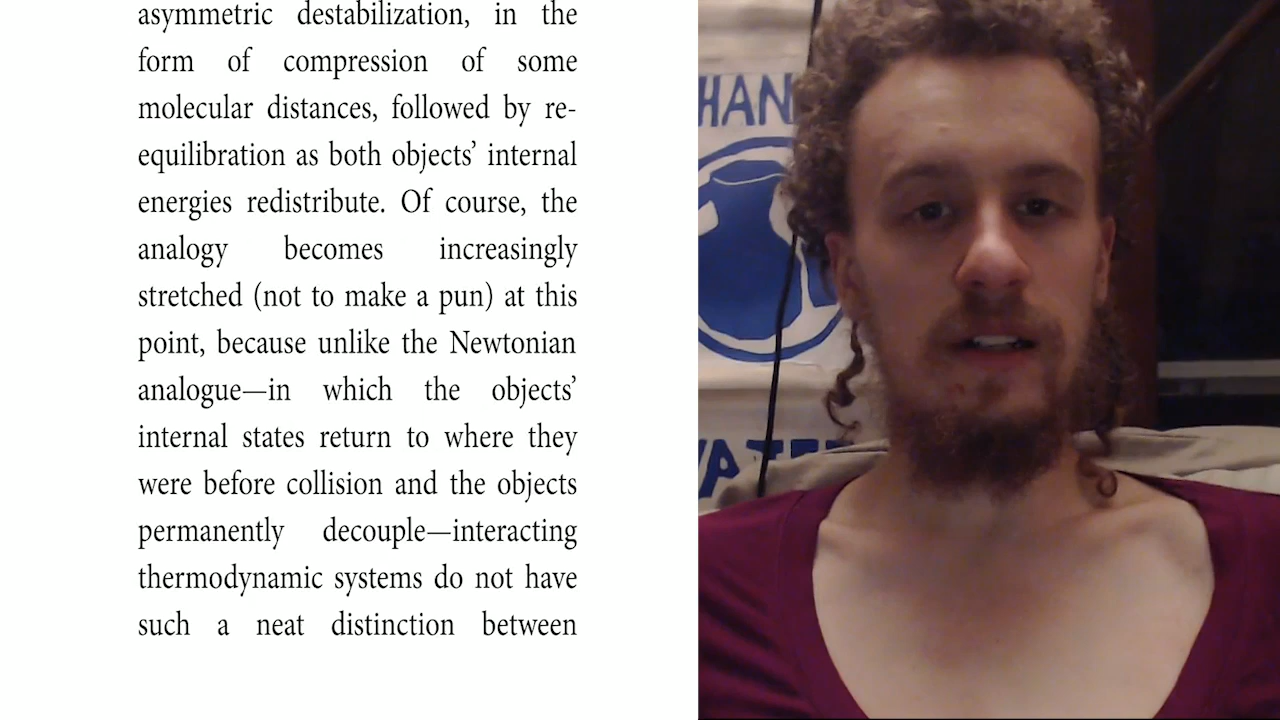 asymmetric destabilization, in the
form of compression of some
molecular distances, followed by re-
equilibration as both objects’ internal
energies redistribute. Of course, the
analogy becomes increasingly
stretched (not to make a pun) at this
point, because unlike the Newtonian
analogue—in which the objects’
internal states return to where they
were before collision and the objects
permanently decouple—interacting
thermodynamic systems do not have
such a neat distinction between
HAN